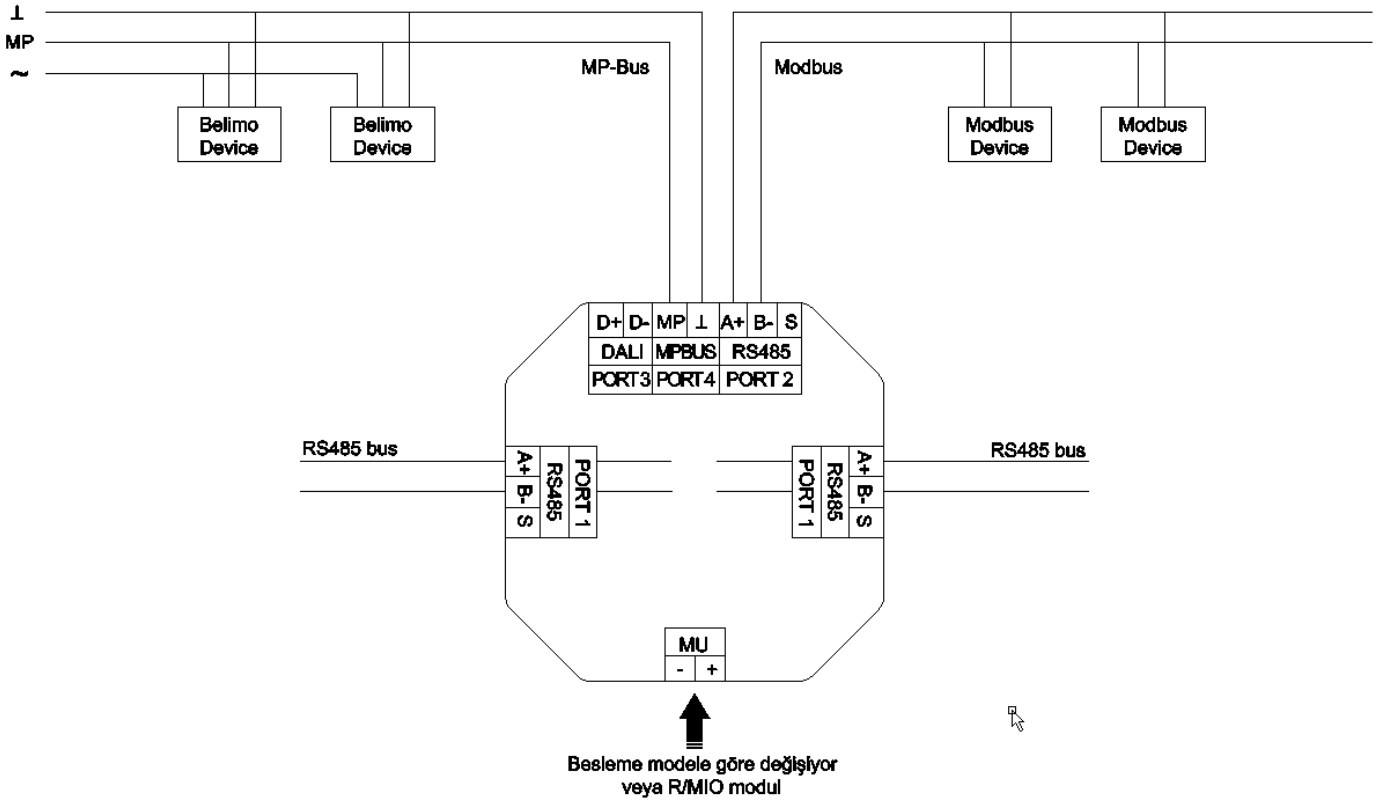 ⊥
MP
~
MP-Bus
Modbus
Belimo
Device
Belimo
Device
Modbus
Device
Modbus
Device
D+ D- MP ⊥ A+ B- S
DALI MPBUS RS485
PORT3 PORT4 PORT 2
RS485 bus
A+ B- S
RS485
PORT 1
PORT 1
RS485
A+ B- S
RS485 bus
MU
- +
Besleme modele göre değişiyor
veya R/MIO modul